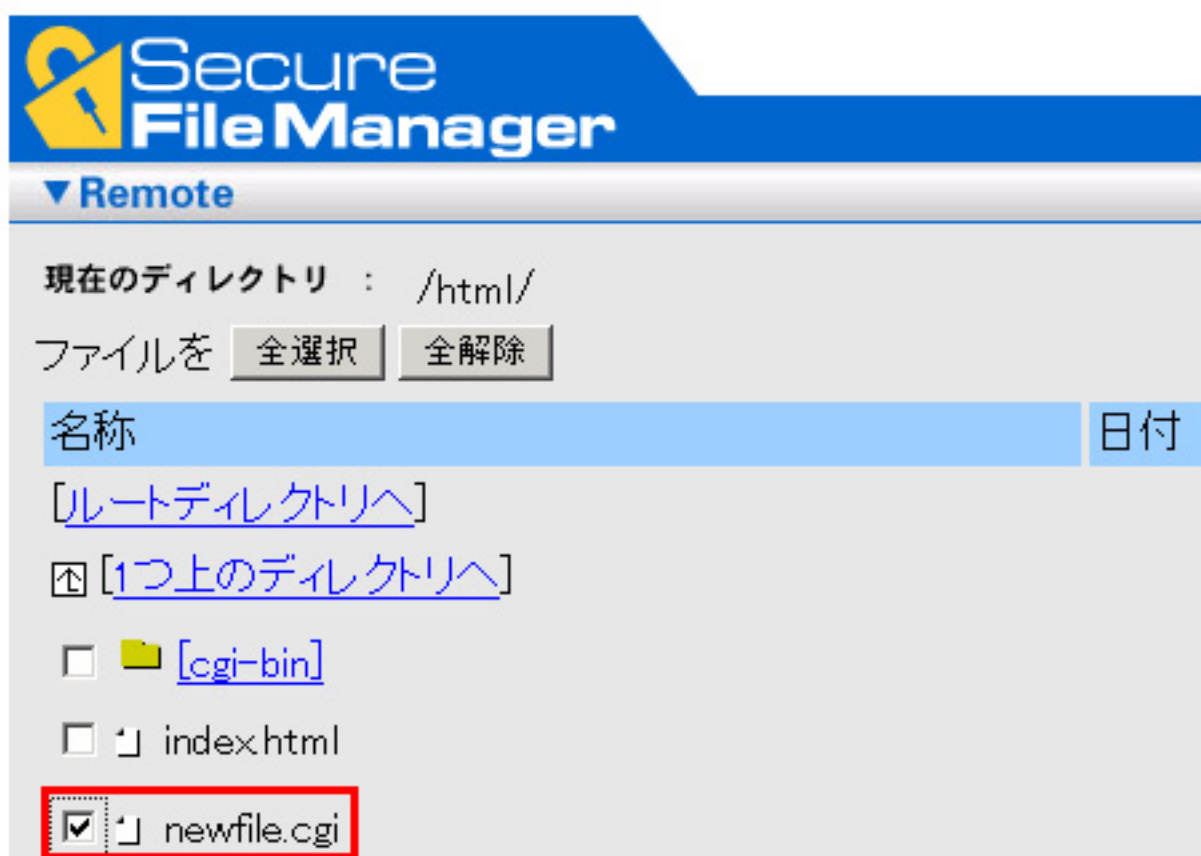 Secure
FileManager
▼Remote
現在のディレクトリ : /html/
ファイルを 全選択 全解除
名称 日付
[ルートディレクトリへ]
[1つ上のディレクトリへ]
[cgi-bin]
index.html
newfile.cgi